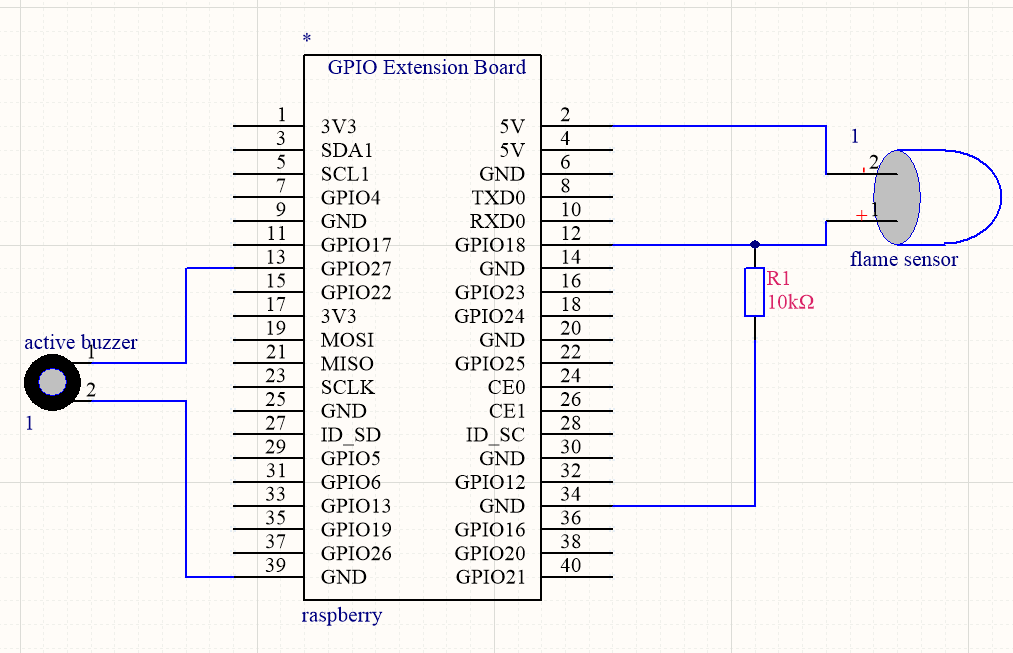 *
GPIO Extension Board
1 3V3 5V 2
3 SDA1 5V 4
5 SCL1 GND 6
7 GPIO4 TXD0 8
9 GND RXD0 10
11 GPIO17 GPIO18 12
13 GPIO27 GND 14
15 GPIO22 GPIO23 16
17 3V3 GPIO24 18
19 MOSI GND 20
21 MISO GPIO25 22
23 SCLK CE0 24
25 GND CE1 26
27 ID_SD ID_SC 28
29 GPIO5 GND 30
31 GPIO6 GPIO12 32
33 GPIO13 GND 34
35 GPIO19 GPIO16 36
37 GPIO26 GPIO20 38
39 GND GPIO21 40
raspberry
active buzzer
1
2
1
1
2
+ 1
flame sensor
R1
10kΩ